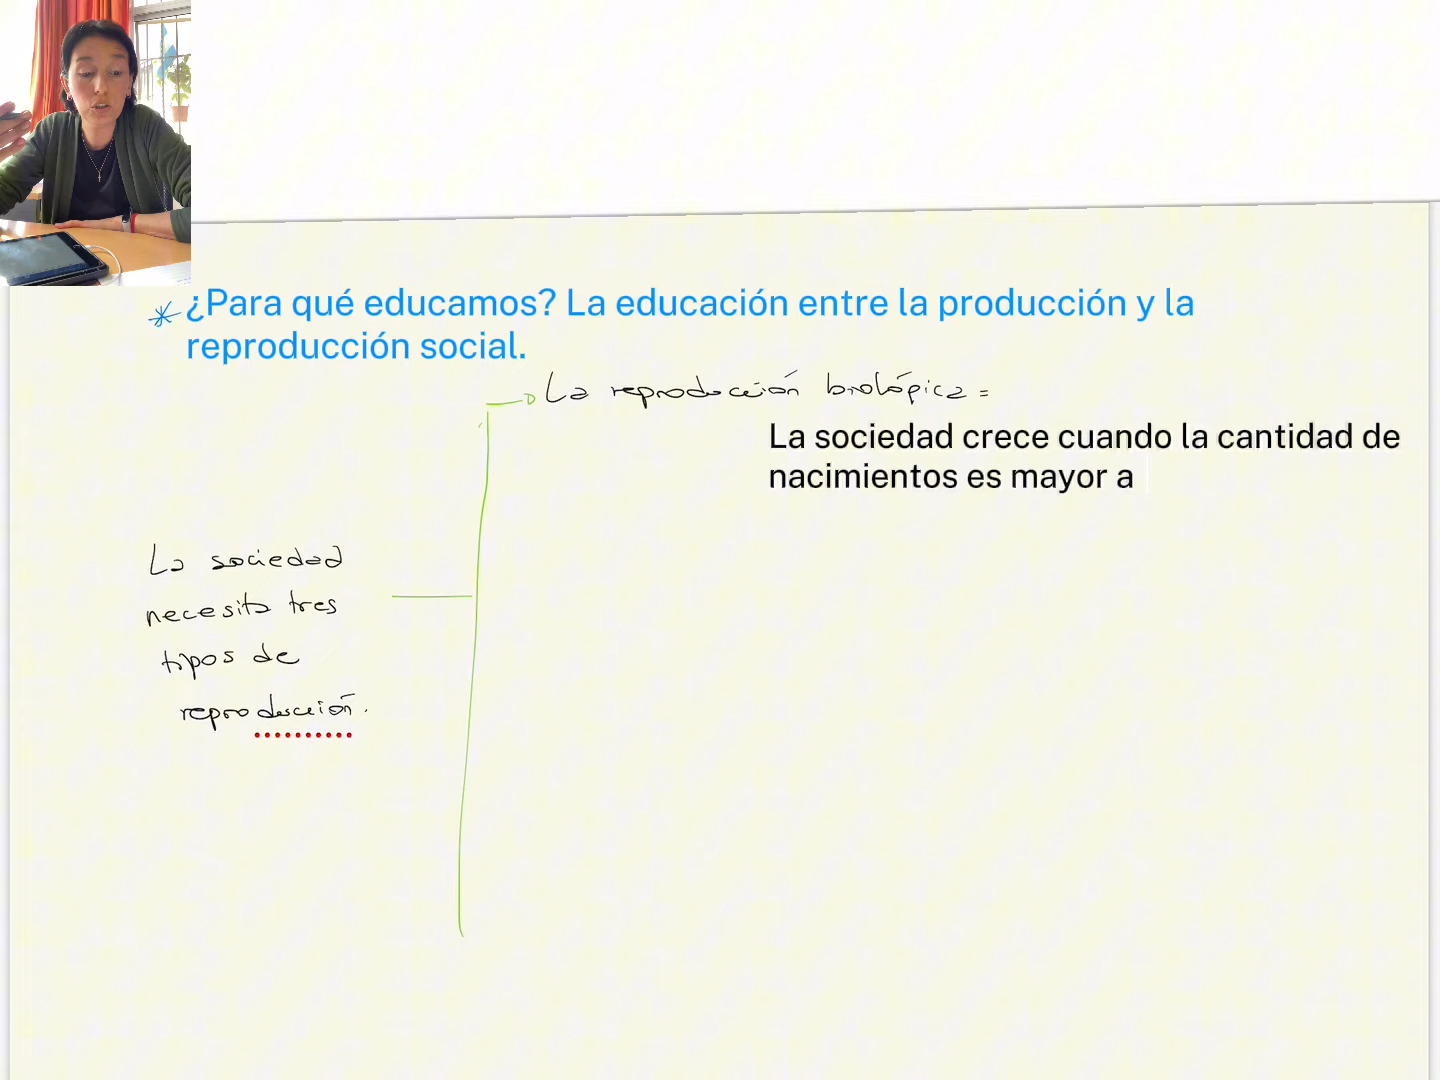 ¿Para qué educamos? La educación entre la producción y la
reproducción social.
La reproducción biológica =
La sociedad crece cuando la cantidad de
nacimientos es mayor a
La sociedad
necesita tres
tipos de
reproducción.